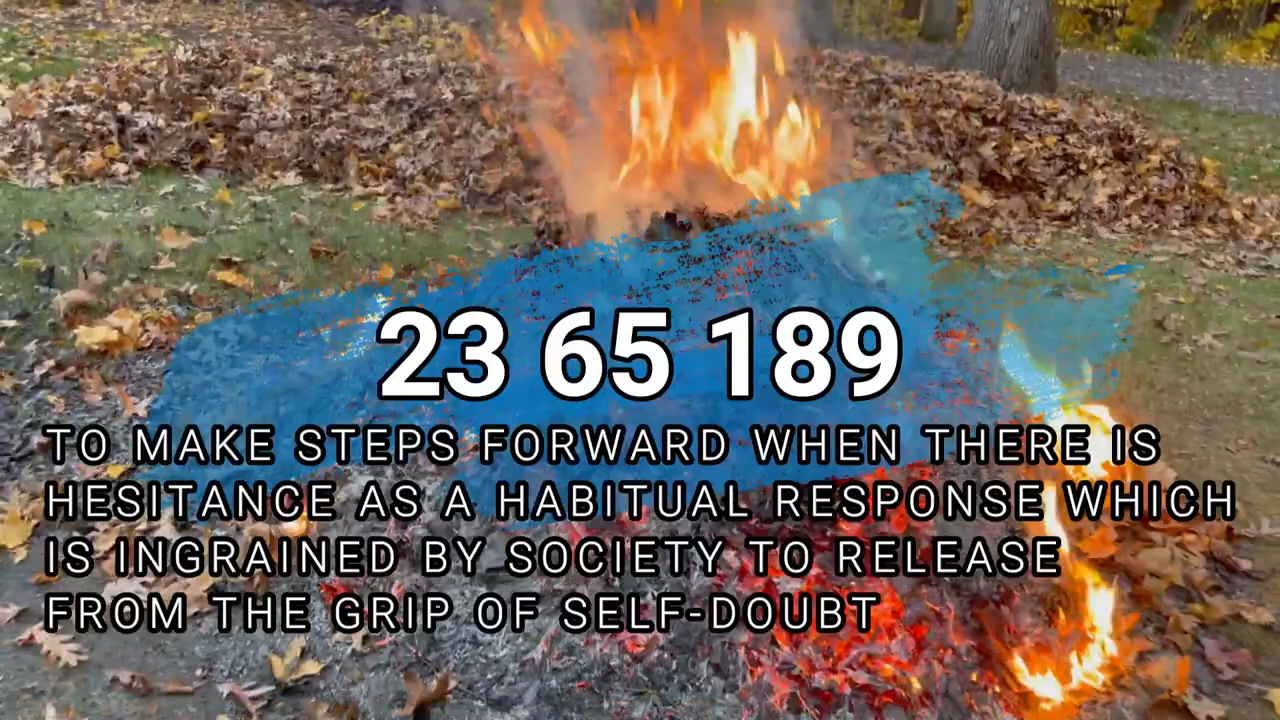 23 65 189
TO MAKE STEPS FORWARD WHEN THERE IS
HESITANCE AS A HABITUAL RESPONSE WHICH
IS INGRAINED BY SOCIETY TO RELEASE
FROM THE GRIP OF SELF-DOUBT